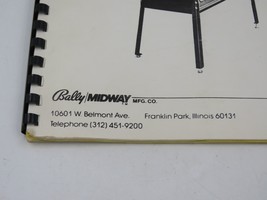 Bally/MIDWAY MFG. CO.
10601 W. Belmont Ave. Franklin Park, Illinois 60131
Telephone (312) 451-9200